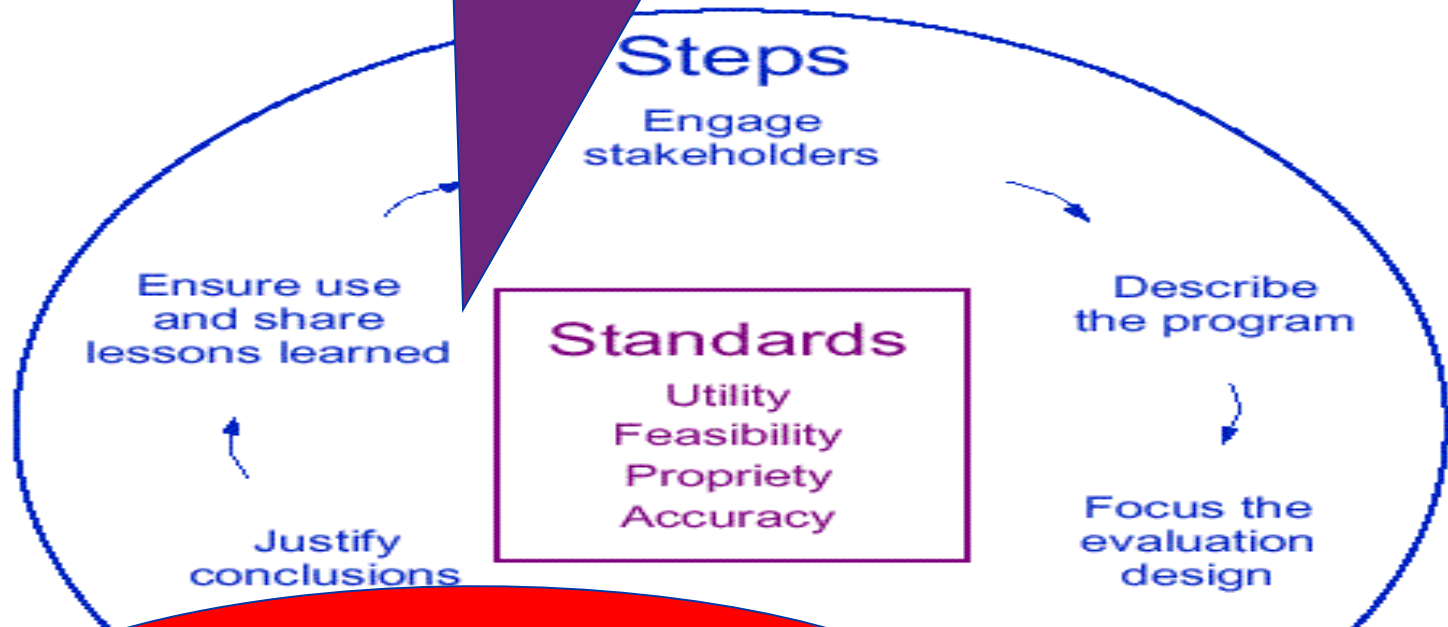 Steps
Engage
stakeholders
Describe
the program
Focus the
evaluation
design
Justify
conclusions
Ensure use
and share
lessons learned
Standards
Utility
Feasibility
Propriety
Accuracy